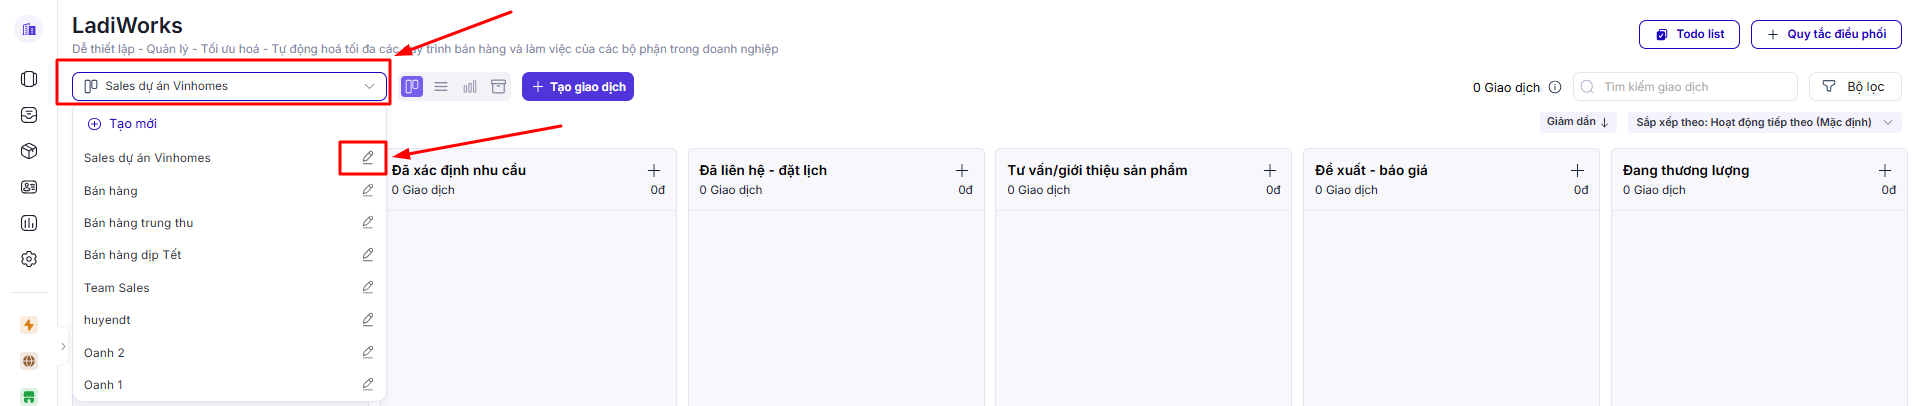 LadiWorks
Dễ thiết lập - Quản lý - Tối ưu hoá - Tự động hoá tối đa các quy trình bán hàng và làm việc của các bộ phận trong doanh nghiệp
Todo list
Quy tắc điều phối
Sales dự án Vinhomes
Tạo giao dịch
0 Giao dịch
Tìm kiếm giao dịch
Bộ lọc
Giảm dần
Sắp xếp theo: Hoạt động tiếp theo (Mặc định)
Tạo mới
Sales dự án Vinhomes
Bán hàng
Bán hàng trung thu
Bán hàng dịp Tết
Team Sales
huyendt
Oanh 2
Oanh 1
Đã xác định nhu cầu
0 Giao dịch 0đ
Đã liên hệ - đặt lịch
0 Giao dịch 0đ
Tư vấn/giới thiệu sản phẩm
0 Giao dịch 0đ
Đề xuất - báo giá
0 Giao dịch 0đ
Đang thương lượng
0 Giao dịch 0đ